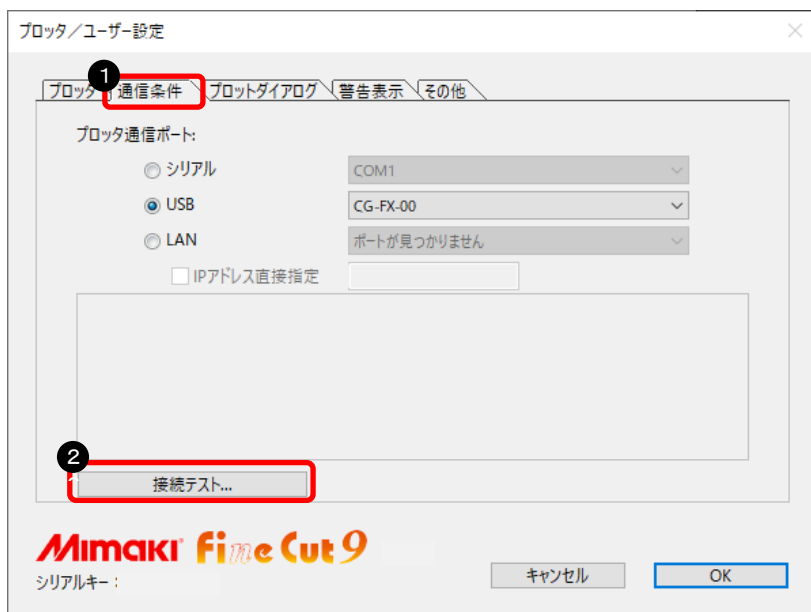 プロッタ／ユーザー設定
1
プロッタ 通信条件 プロットダイアログ 警告表示 その他
プロッタ通信ポート:
シリアル COM1
USB CG-FX-00
LAN ポートが見つかりません
IPアドレス直接指定
2
接続テスト...
Mimaki Fine Cut 9
シリアルキー：
キャンセル OK